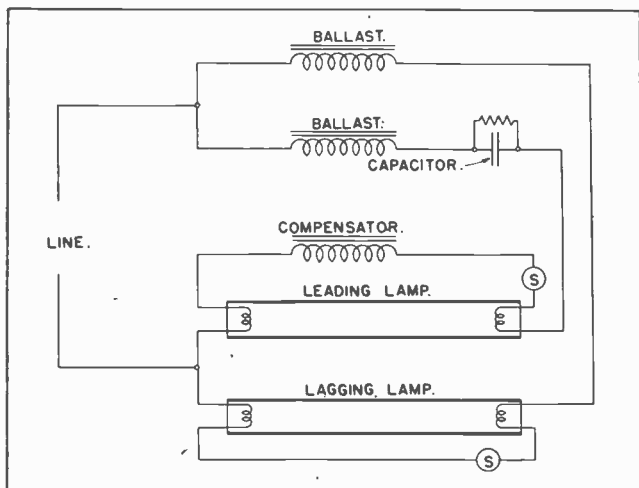 BALLAST.
BALLAST:
CAPACITOR.
COMPENSATOR.
LINE.
S
LEADING LAMP.
LAGGING LAMP.
S